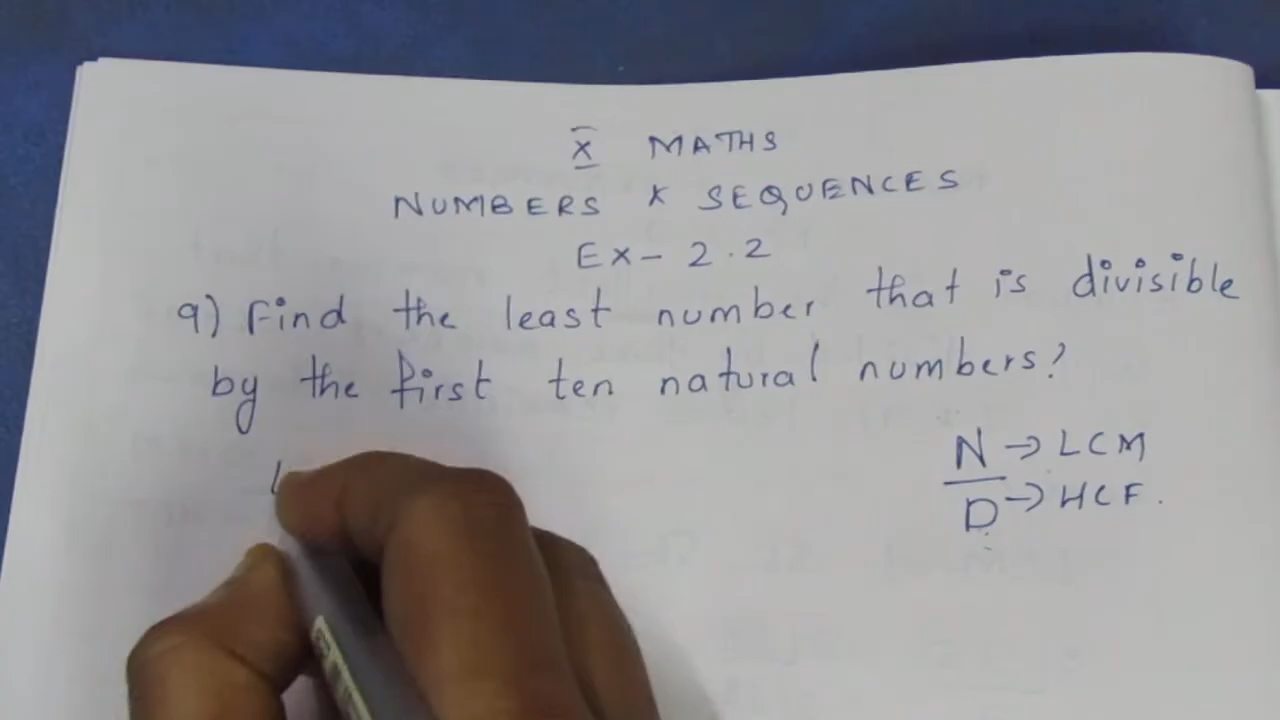 X MATHS
NUMBERS & SEQUENCES
Ex- 2.2
9) Find the least number that is divisible
by the first ten natural numbers?
N → LCM
D → HCF.